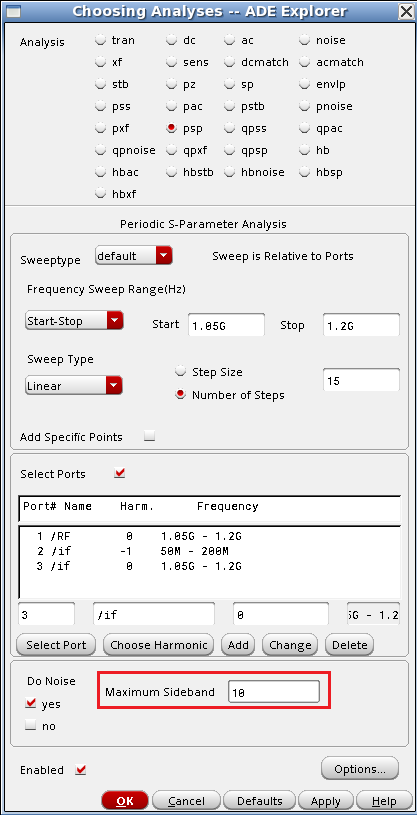 Choosing Analyses -- ADE Explorer
Analysis tran dc ac noise
xf sens dcmatch acmatch
stb pz sp envlp
pss pac pstb pnoise
pxf psp qpss qpac
qpnoise qpxf qpsp hb
hbac hbstb hbnoise hbsp
hbxf
Periodic S-Parameter Analysis
Sweeptype default Sweep is Relative to Ports
Frequency Sweep Range(Hz)
Start-Stop Start 1.05G Stop 1.2G
Sweep Type
Step Size
Linear 15
Number of Steps
Add Specific Points
Select Ports
Port# Name Harm. Frequency
1 /RF 0 1.05G - 1.2G
2 /if -1 50M - 200M
3 /if 0 1.05G - 1.2G
3 /if 0 5G - 1.2
Select Port Choose Harmonic Add Change Delete
Do Noise
Maximum Sideband 10
yes
no
Enabled Options...
OK Cancel Defaults Apply Help